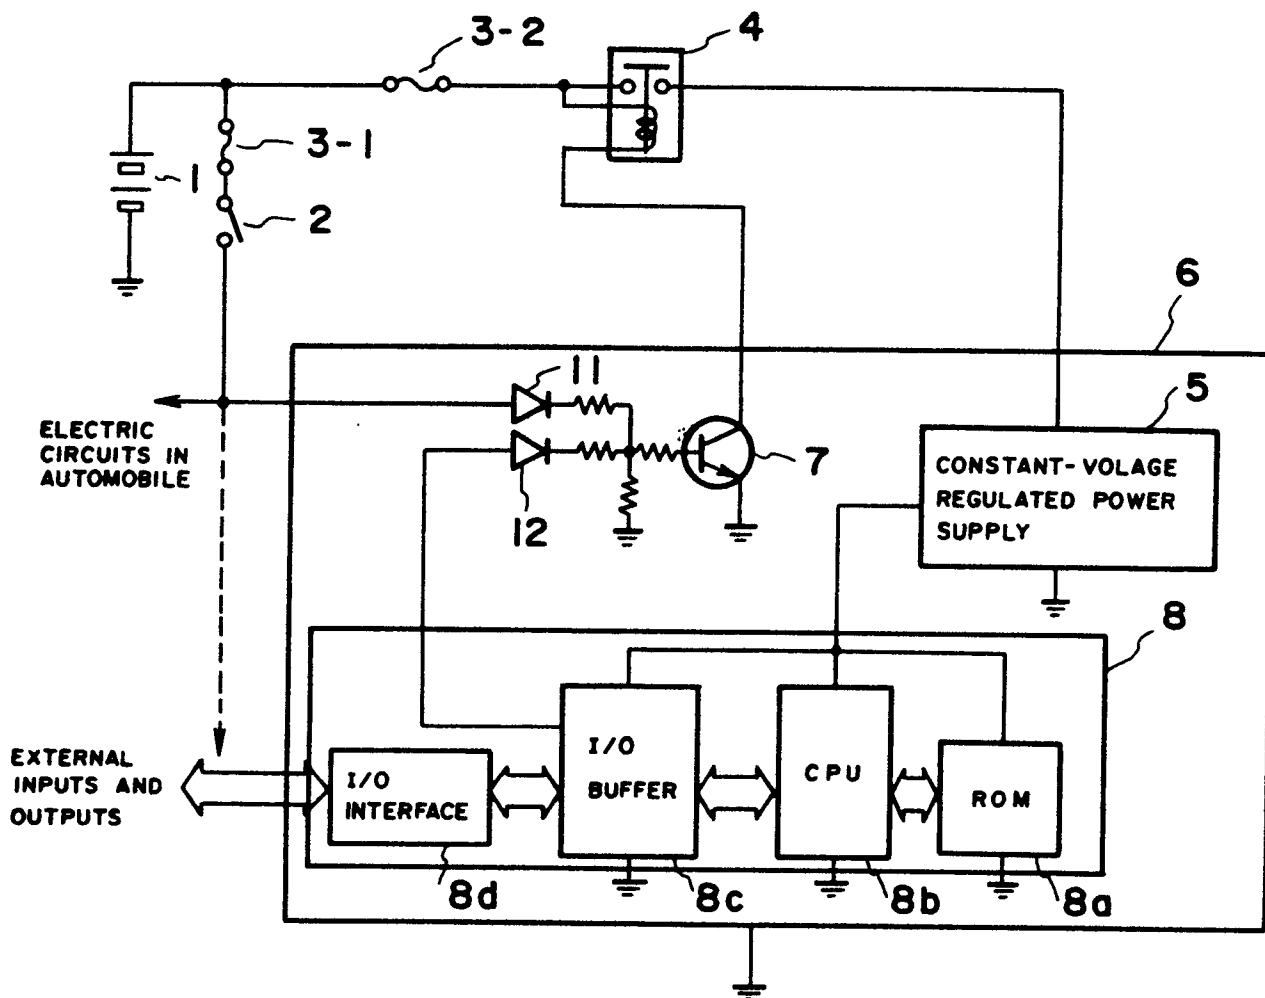 3-2
4
3-1
1
2
6
11
5
ELECTRIC
CIRCUITS IN
AUTOMOBILE
7
CONSTANT-VOLAGE
REGULATED POWER
SUPPLY
12
8
EXTERNAL
INPUTS AND
OUTPUTS
I/O
INTERFACE
I/O
BUFFER
CPU
ROM
8d
8c
8b
8a